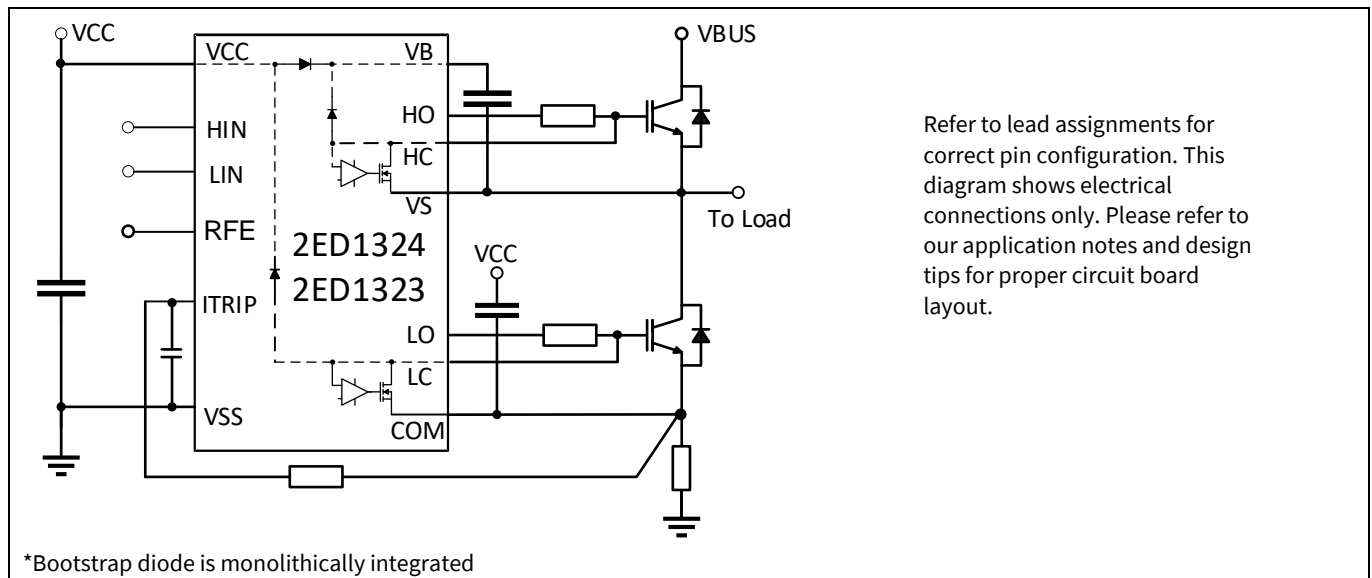 VCC
VCC
VB
VBUS
HO
HIN
HC
LIN
VS
To Load
RFE
2ED1324
VCC
2ED1323
ITRIP
LO
LC
VSS
COM
Refer to lead assignments for
correct pin configuration. This
diagram shows electrical
connections only. Please refer to
our application notes and design
tips for proper circuit board
layout.
*Bootstrap diode is monolithically integrated